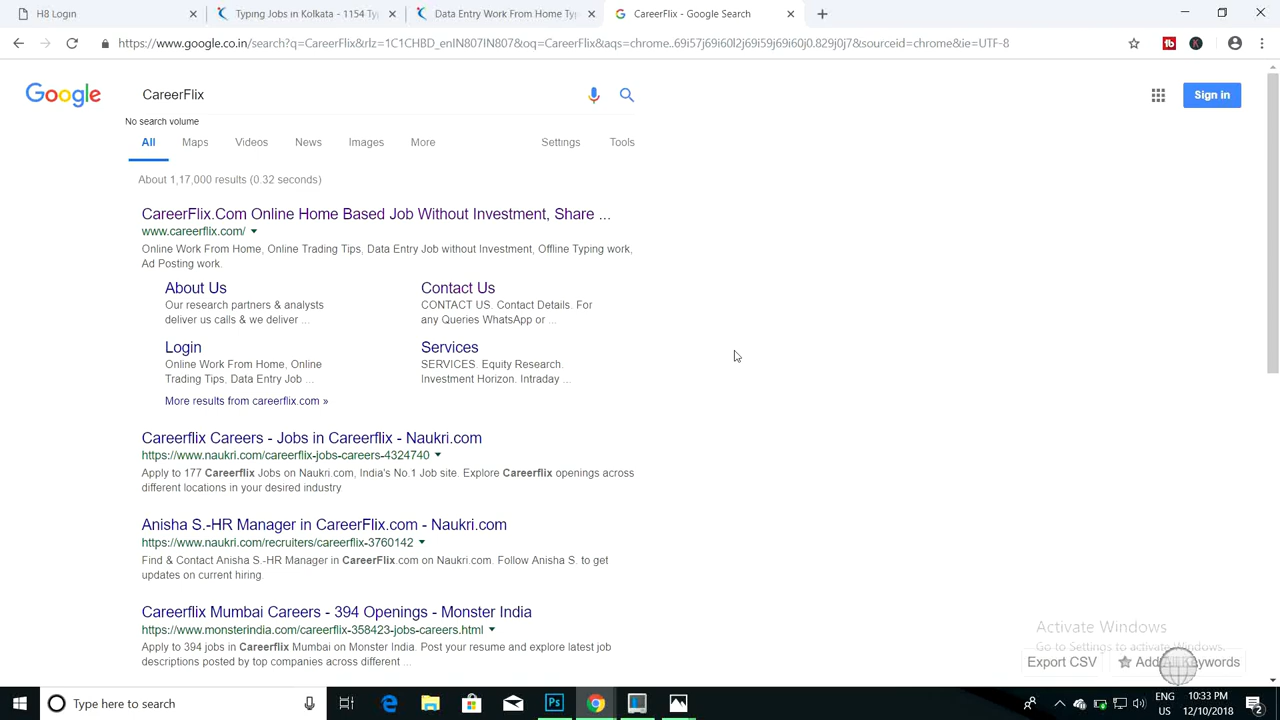 H8 Login
Typing Jobs in Kolkata - 1154 Ty
Data Entry Work From Home Typ
CareerFlix - Google Search
https://www.google.co.in/search?q=CareerFlix&rlz=1C1CHBD_enIN807IN807&oq=CareerFlix&aqs=chrome..69i57j69i60l2j69i59j69i60j0.829j0j7&sourceid=chrome&ie=UTF-8
Google
CareerFlix
Sign in
No search volume
All Maps Videos News Images More Settings Tools
About 1,17,000 results (0.32 seconds)
CareerFlix.Com Online Home Based Job Without Investment, Share ...
www.careerflix.com/
Online Work From Home, Online Trading Tips, Data Entry Job without Investment, Offline Typing work,
Ad Posting work.
About Us
Our research partners & analysts
deliver us calls & we deliver ...
Contact Us
CONTACT US. Contact Details. For
any Queries WhatsApp or ...
Login
Online Work From Home, Online
Trading Tips, Data Entry Job ...
Services
SERVICES. Equity Research.
Investment Horizon. Intraday ...
More results from careerflix.com »
Careerflix Careers - Jobs in Careerflix - Naukri.com
https://www.naukri.com/careerflix-jobs-careers-4324740
Apply to 177 Careerflix Jobs on Naukri.com, India's No.1 Job site. Explore Careerflix openings across
different locations in your desired industry
Anisha S.-HR Manager in CareerFlix.com - Naukri.com
https://www.naukri.com/recruiters/careerflix-3760142
Find & Contact Anisha S.-HR Manager in CareerFlix.com on Naukri.com. Follow Anisha S. to get
updates on current hiring.
Careerflix Mumbai Careers - 394 Openings - Monster India
https://www.monsterindia.com/careerflix-358423-jobs-careers.html
Apply to 394 jobs in Careerflix Mumbai on Monster India. Post your resume and explore latest job
descriptions posted by top companies across different ...
Activate Windows
Go to Settings to activate Windows.
Export CSV
Add All Keywords
Type here to search
Ps
ENG
US
10:33 PM
12/10/2018
2